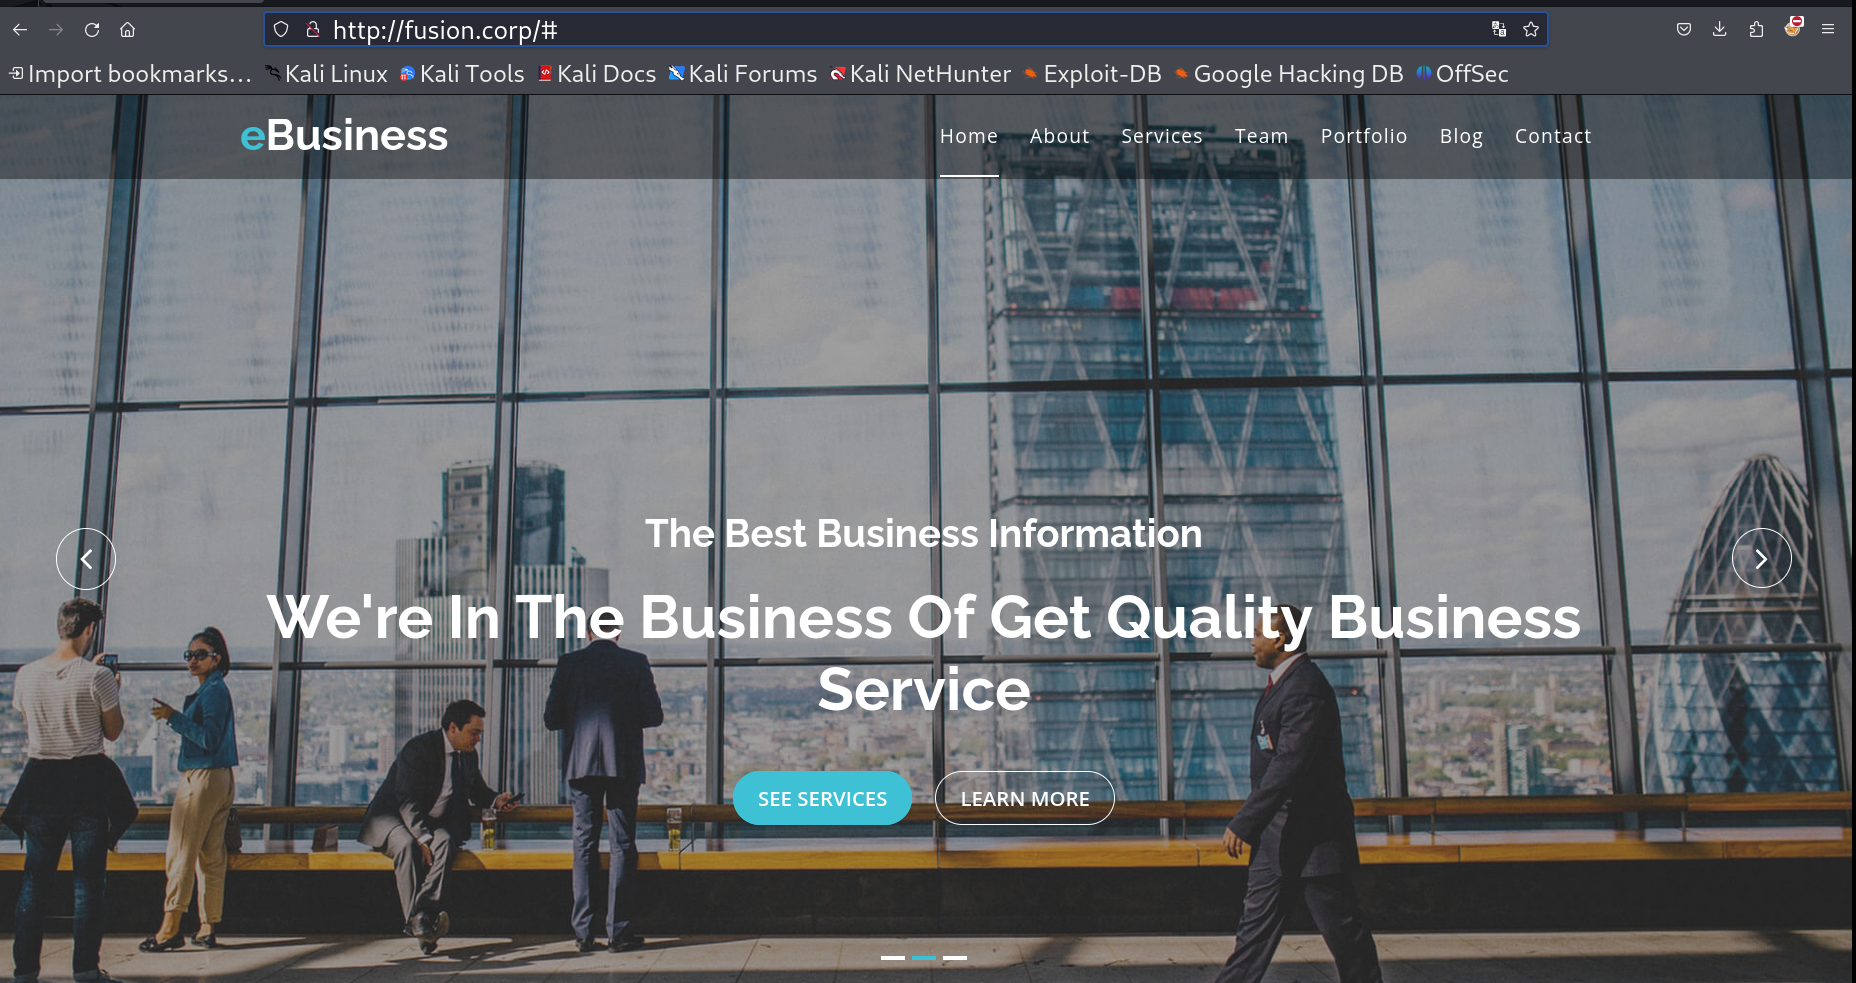 http://fusion.corp/#
Import bookmarks... Kali Linux Kali Tools Kali Docs Kali Forums Kali NetHunter Exploit-DB Google Hacking DB OffSec
eBusiness Home About Services Team Portfolio Blog Contact
The Best Business Information
We're In The Business Of Get Quality Business
Service
SEE SERVICES LEARN MORE